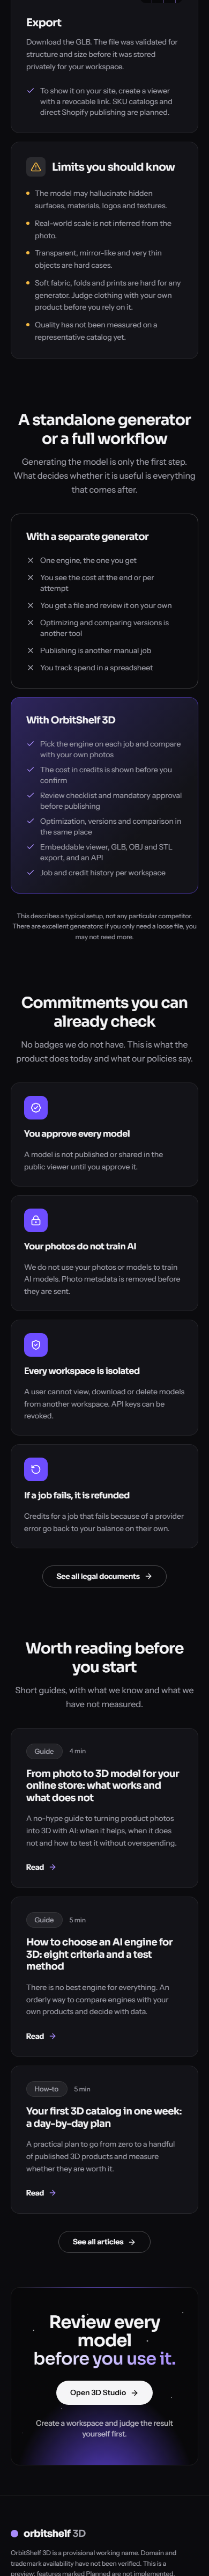 Export
Download the GLB. The file was validated for
structure and size before it was stored
privately for your workspace.
To show it on your site, create a viewer
with a revocable link. SKU catalogs and
direct Shopify publishing are planned.
Limits you should know
The model may hallucinate hidden
surfaces, materials, logos and textures.
Real-world scale is not inferred from the
photo.
Transparent, mirror-like and very thin
objects are hard cases.
Soft fabric, folds and prints are hard for any
generator. Judge clothing with your own
product before you rely on it.
Quality has not been measured on a
representative catalog yet.
A standalone generator
or a full workflow
Generating the model is only the first step.
What decides whether it is useful is everything
that comes after.
With a separate generator
One engine, the one you get
You see the cost at the end or per
attempt
You get a file and review it on your own
Optimizing and comparing versions is
another tool
Publishing is another manual job
You track spend in a spreadsheet
With OrbitShelf 3D
Pick the engine on each job and compare
with your own photos
The cost in credits is shown before you
confirm
Review checklist and mandatory approval
before publishing
Optimization, versions and comparison in
the same place
Embeddable viewer, GLB, OBJ and STL
export, and an API
Job and credit history per workspace
This describes a typical setup, not any particular competitor.
There are excellent generators: if you only need a loose file, you
may not need more.
Commitments you can
already check
No badges we do not have. This is what the
product does today and what our policies say.
You approve every model
A model is not published or shared in the
public viewer until you approve it.
Your photos do not train AI
We do not use your photos or models to train
AI models. Photo metadata is removed before
they are sent.
Every workspace is isolated
A user cannot view, download or delete models
from another workspace. API keys can be
revoked.
If a job fails, it is refunded
Credits for a job that fails because of a provider
error go back to your balance on their own.
See all legal documents
Worth reading before
you start
Short guides, with what we know and what we
have not measured.
Guide 4 min
From photo to 3D model for your
online store: what works and
what does not
A no-hype guide to turning product photos
into 3D with AI: when it helps, when it does
not and how to test it without overspending.
Read
Guide 5 min
How to choose an AI engine for
3D: eight criteria and a test
method
There is no best engine for everything. An
orderly way to compare engines with your
own products and decide with data.
Read
How-to 5 min
Your first 3D catalog in one week:
a day-by-day plan
A practical plan to go from zero to a handful
of published 3D products and measure
whether they are worth it.
Read
See all articles
Review every
model
before you use it.
Open 3D Studio
Create a workspace and judge the result
yourself first.
orbitshelf 3D
OrbitShelf 3D is a provisional working name. Domain and
trademark availability have not been verified. This is a
preview: features marked Planned are not implemented.